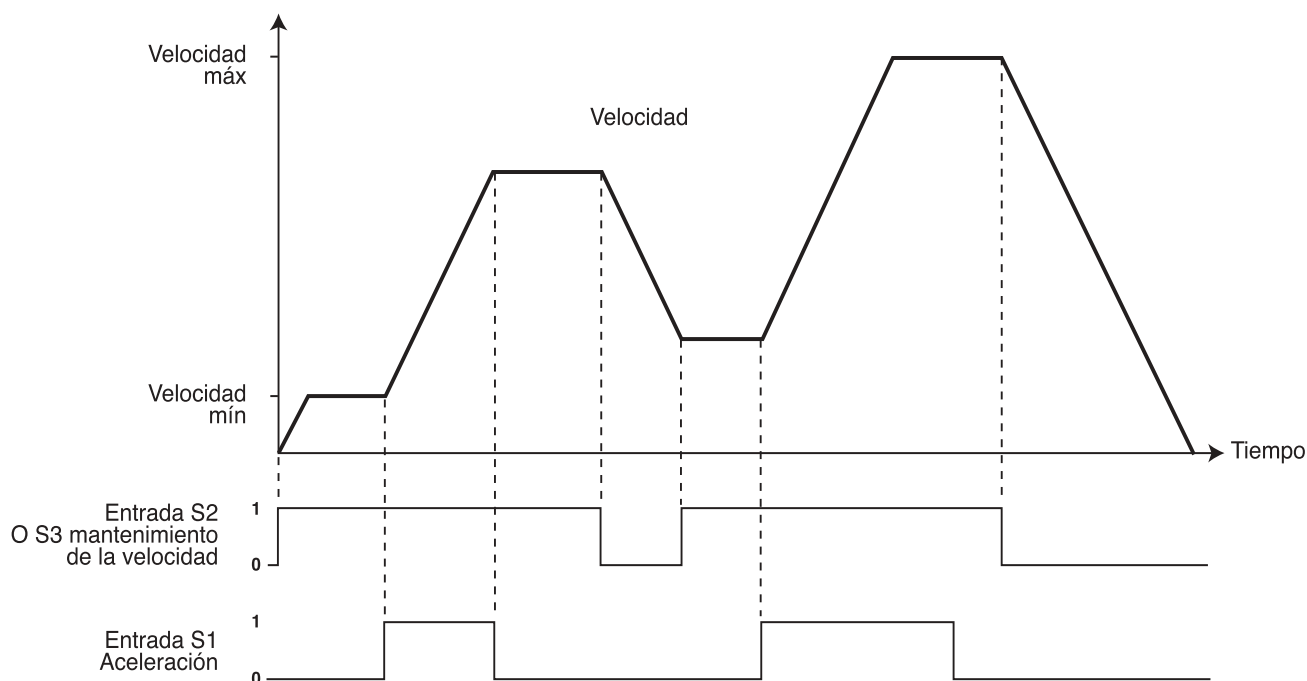 Velocidad
máx
Velocidad
Velocidad
mín
Tiempo
Entrada S2
O S3 mantenimiento
de la velocidad
1
0
Entrada S1
Aceleración
1
0